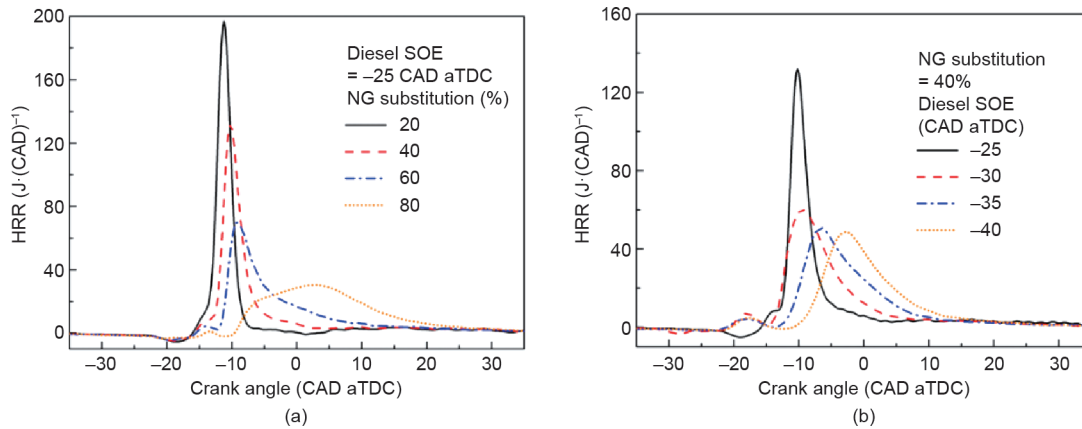 200
160
120
80
40
0
HRR (J·(CAD)⁻¹)
Diesel SOE
= –25 CAD aTDC
NG substitution (%)
20
40
60
80
–30
–20
–10
0
10
20
30
Crank angle (CAD aTDC)
(a)
160
120
80
40
0
HRR (J·(CAD)⁻¹)
NG substitution
= 40%
Diesel SOE
(CAD aTDC)
–25
–30
–35
–40
–30
–20
–10
0
10
20
30
Crank angle (CAD aTDC)
(b)